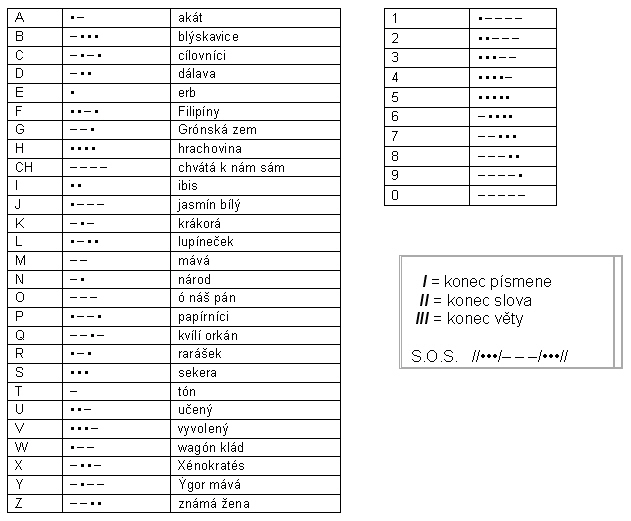 A ▪– akát
B –▪▪▪ blýskavice
C –▪–▪ cílovníci
D –▪▪ dálava
E ▪ erb
F ▪▪–▪ Filipíny
G ––▪ Grónská zem
H ▪▪▪▪ hrachovina
CH –––– chvátá k nám sám
I ▪▪ ibis
J ▪––– jasmín bílý
K –▪– krákorá
L ▪–▪▪ lupíneček
M –– mává
N –▪ národ
O ––– ó náš pán
P ▪––▪ papírníci
Q ––▪– kvílí orkán
R ▪–▪ rarášek
S ▪▪▪ sekera
T – tón
U ▪▪– učený
V ▪▪▪– vyvolený
W ▪–– wagón klád
X –▪▪– Xénokratés
Y –▪–– Ýgor mává
Z ––▪▪ známá žena
1 ▪––––
2 ▪▪–––
3 ▪▪▪––
4 ▪▪▪▪–
5 ▪▪▪▪▪
6 –▪▪▪▪
7 ––▪▪▪
8 –––▪▪
9 ––––▪
0 –––––
/ = konec písmene
// = konec slova
/// = konec věty
S.O.S. //•••/–––/•••//